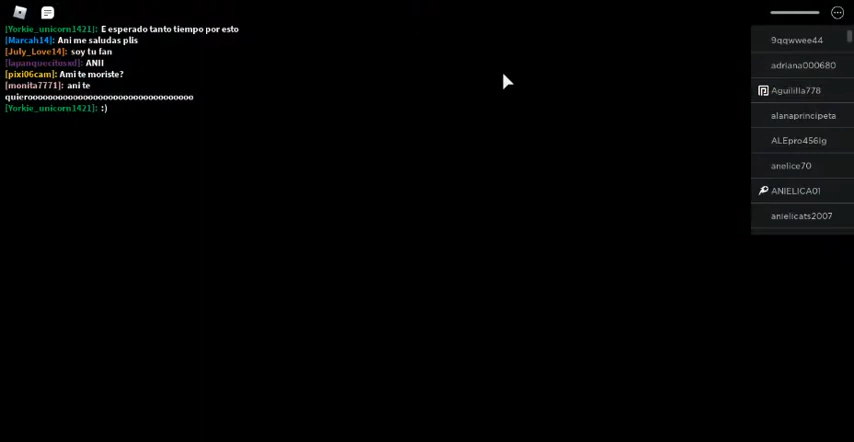 [Yorkie_unicorn1421]: E esperado tanto tiempo por esto
[Marcah14]: Ani me saludas plis
[July_Love14]: soy tu fan
[lapanquecitosxd]: ANII
[pixi06cam]: Ami te moriste?
[monita7771]: ani te
quierooooooooooooooooooooooooooooooooo
[Yorkie_unicorn1421]: :)
9qqwwee44
adriana000680
Aguililla778
alanaprincipeta
ALEpro456lg
anelice70
ANIELICA01
anielicats2007